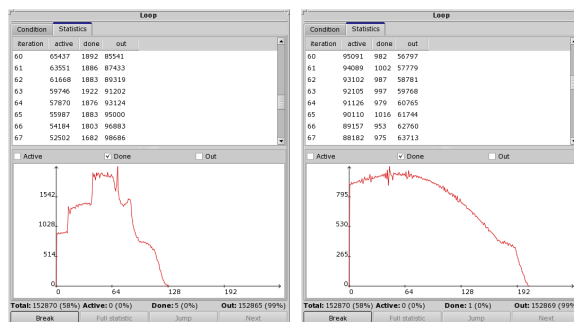 Loop
Condition Statistics
iteration active done out
60 65437 1892 85541
61 63551 1886 87433
62 61668 1883 89319
63 59746 1922 91202
64 57870 1876 93124
65 55987 1883 95000
66 54184 1803 96883
67 52502 1682 98686
Active Done Out
1542
1028
514
0
0 64 128 192
Total: 152870 (58%) Active: 0 (0%) Done: 5 (0%) Out: 152865 (99%)
Break Full statistic Jump Next
Loop
Condition Statistics
iteration active done out
60 95091 982 56797
61 94089 1002 57779
62 93102 987 58781
63 92105 997 59768
64 91126 979 60765
65 90110 1016 61744
66 89157 953 62760
67 88182 975 63713
Active Done Out
795
530
265
0
0 64 128 192
Total: 152870 (58%) Active: 0 (0%) Done: 1 (0%) Out: 152869 (99%)
Break Full statistic Jump Next